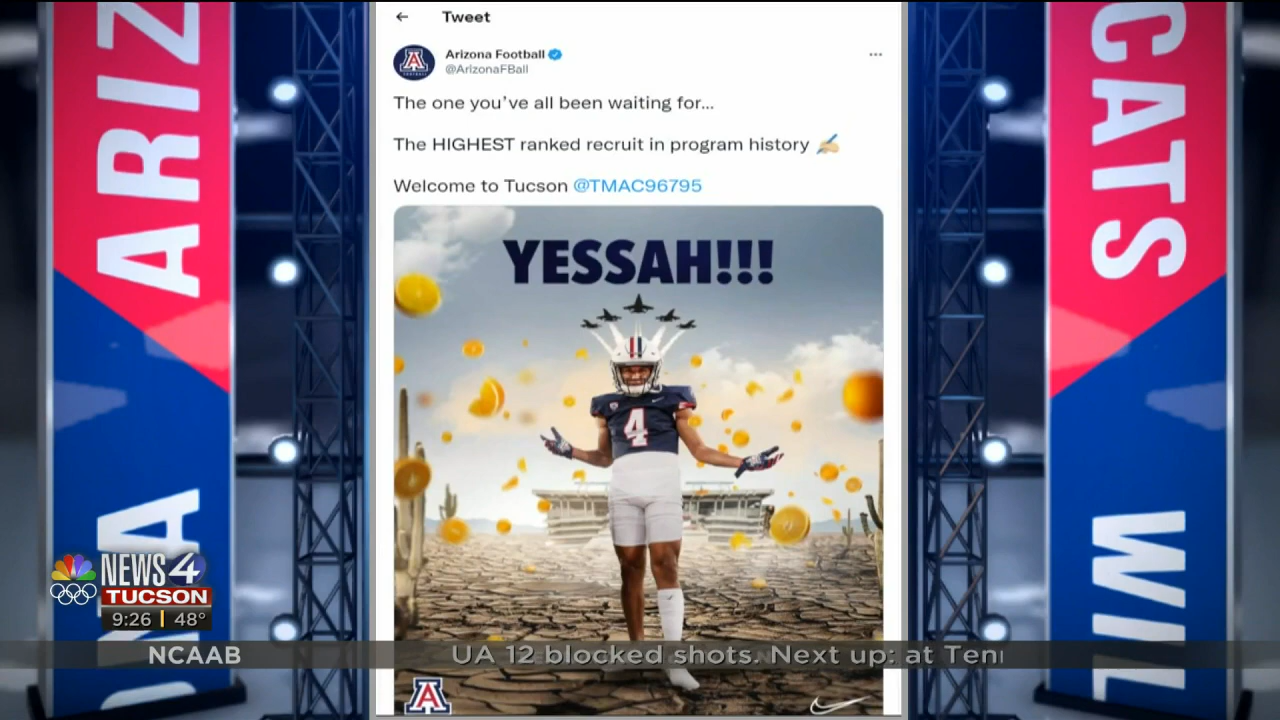 Tweet
Arizona Football
@ArizonaFBall
The one you've all been waiting for...
The HIGHEST ranked recruit in program history
Welcome to Tucson @TMAC96795
YESSAH!!!
4
A
ARIZ
NA
CATS
WIL
NEWS 4
TUCSON
9:26 | 48°
NCAAB
UA 12 blocked shots. Next up: at Ten